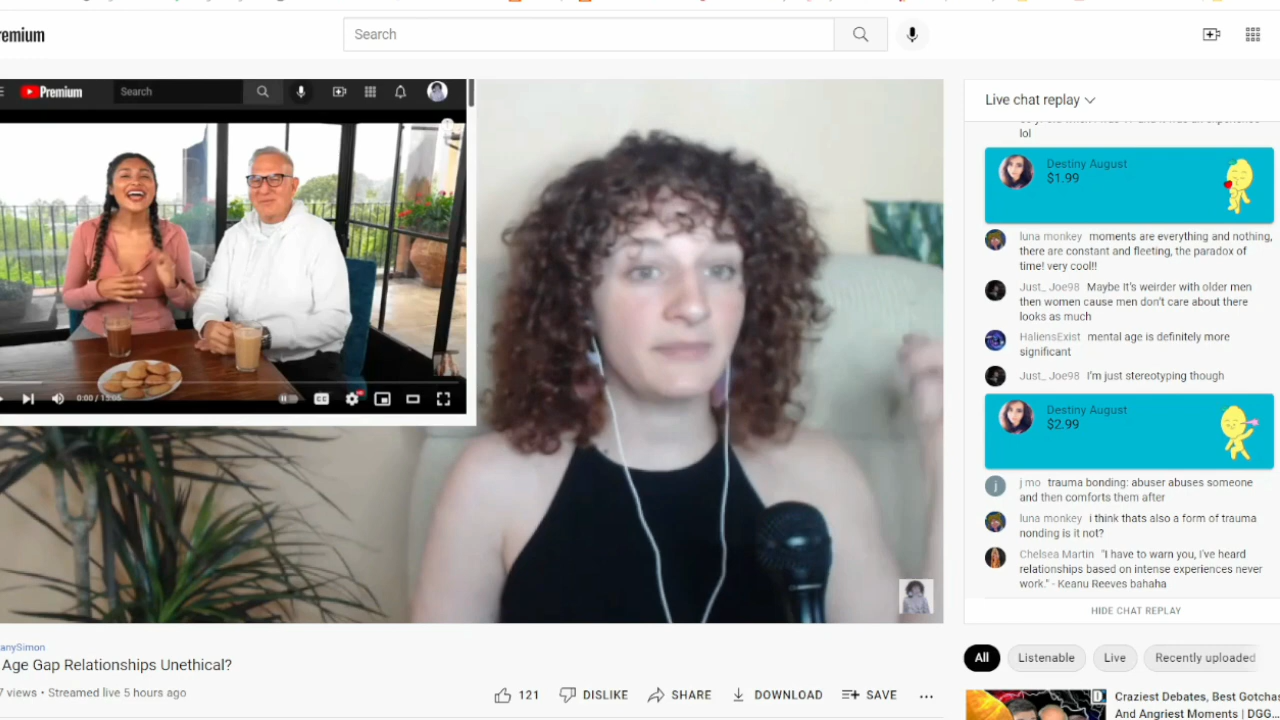 remium
Search
Premium
Search
0:00 / 15:05
Live chat replay
lol
Destiny August
$1.99
luna monkey moments are everything and nothing,
there are constant and fleeting, the paradox of
time! very cool!!
Just_ Joe98 Maybe It's weirder with older men
then women cause men don't care about there
looks as much
HaliensExist mental age is definitely more
significant
Just_ Joe98 I'm just stereotyping though
Destiny August
$2.99
j mo trauma bonding: abuser abuses someone
and then comforts them after
luna monkey i think thats also a form of trauma
nonding is it not?
Chelsea Martin "I have to warn you, I've heard
relationships based on intense experiences never
work." - Keanu Reeves bahaha
HIDE CHAT REPLAY
anySimon
Age Gap Relationships Unethical?
7 views • Streamed live 5 hours ago
121
DISLIKE
SHARE
DOWNLOAD
SAVE
All
Listenable
Live
Recently uploaded
Craziest Debates, Best Gotchas
And Angriest Moments | DGG...